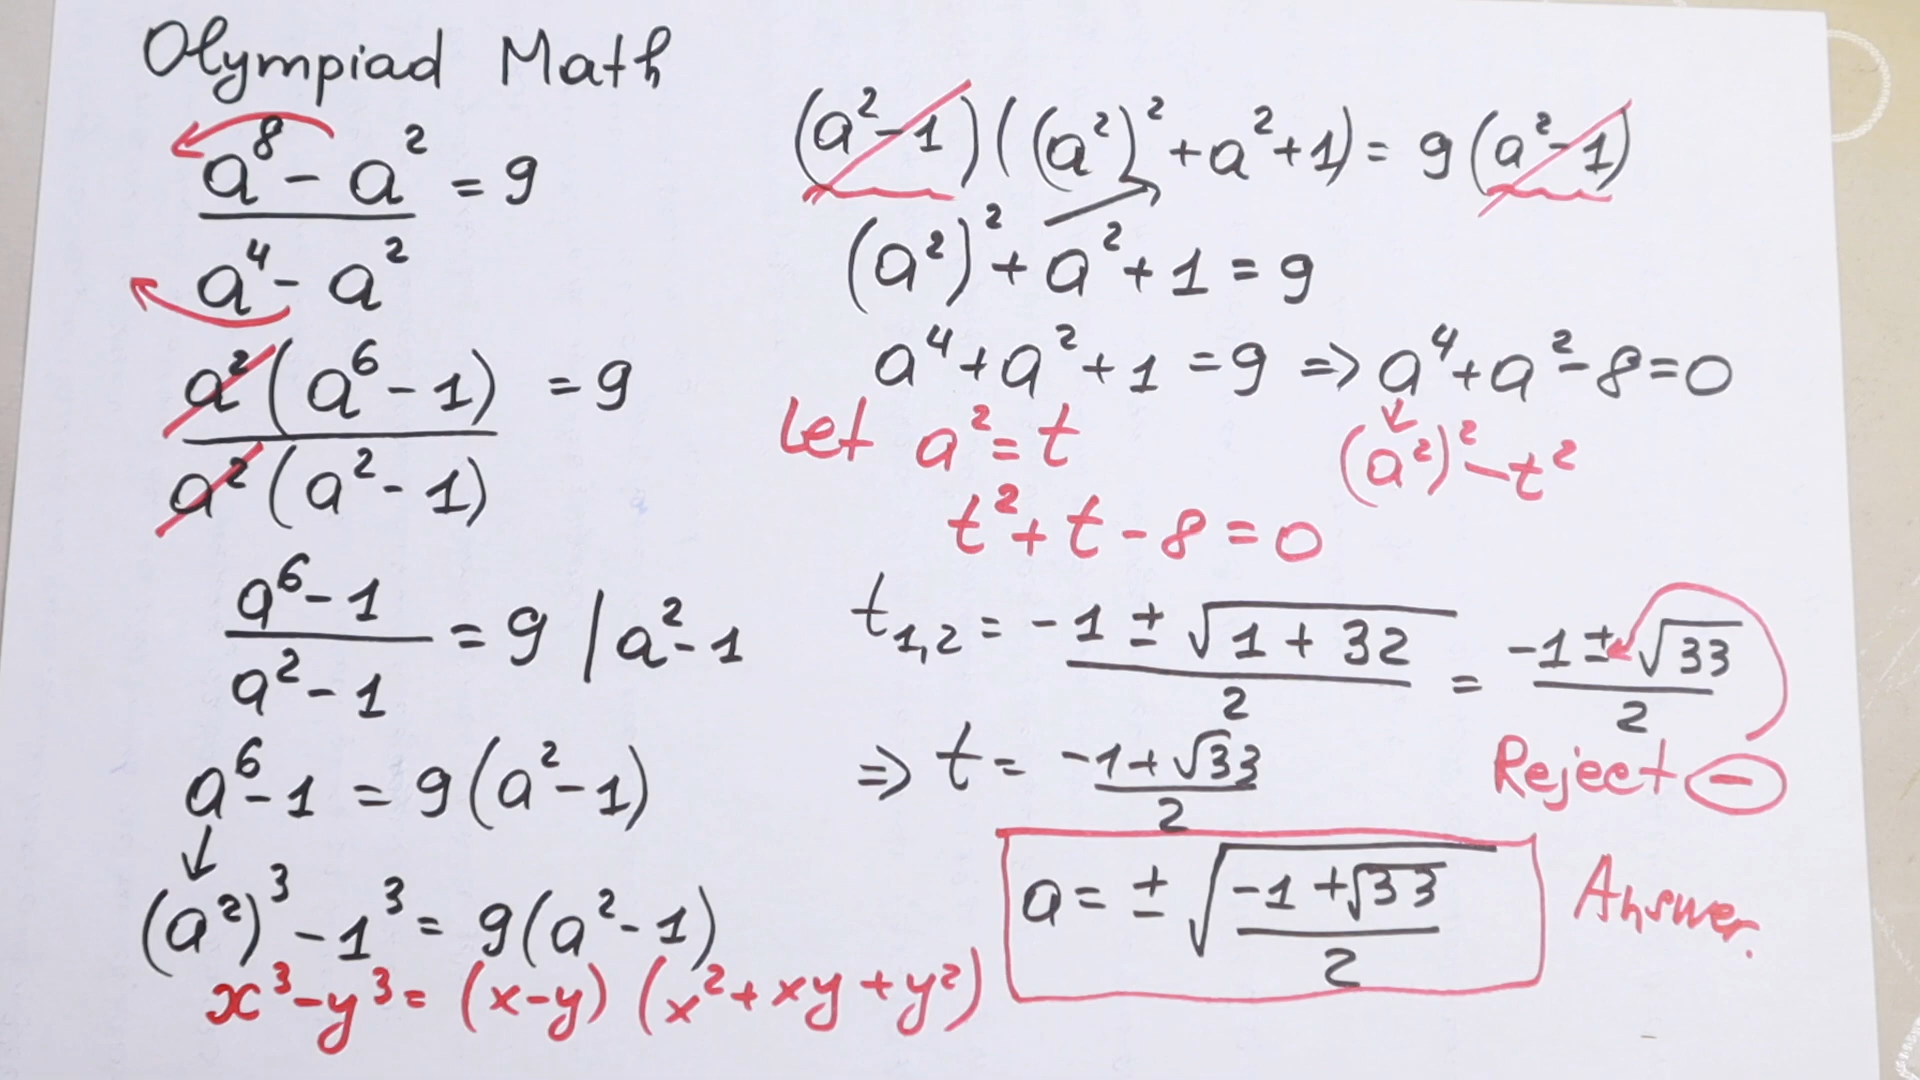 Olympiad Math
a⁸ - a² / a⁴ - a² = 9
a²(a⁶ - 1) / a²(a² - 1) = 9
a⁶ - 1 / a² - 1 = 9 | a² - 1
a⁶ - 1 = 9(a² - 1)
(a²)³ - 1³ = 9(a² - 1)
x³ - y³ = (x - y)(x² + xy + y²)
(a² - 1)((a²)² + a² + 1) = 9(a² - 1)
(a²)² + a² + 1 = 9
a⁴ + a² + 1 = 9 => a⁴ + a² - 8 = 0
Let a² = t
(a²)² - t²
t² + t - 8 = 0
t₁,₂ = -1 ± √1 + 32 / 2 = -1 ± √33 / 2
Reject -
=> t = -1 + √33 / 2
a = ± √(-1 + √33 / 2)
Answer.